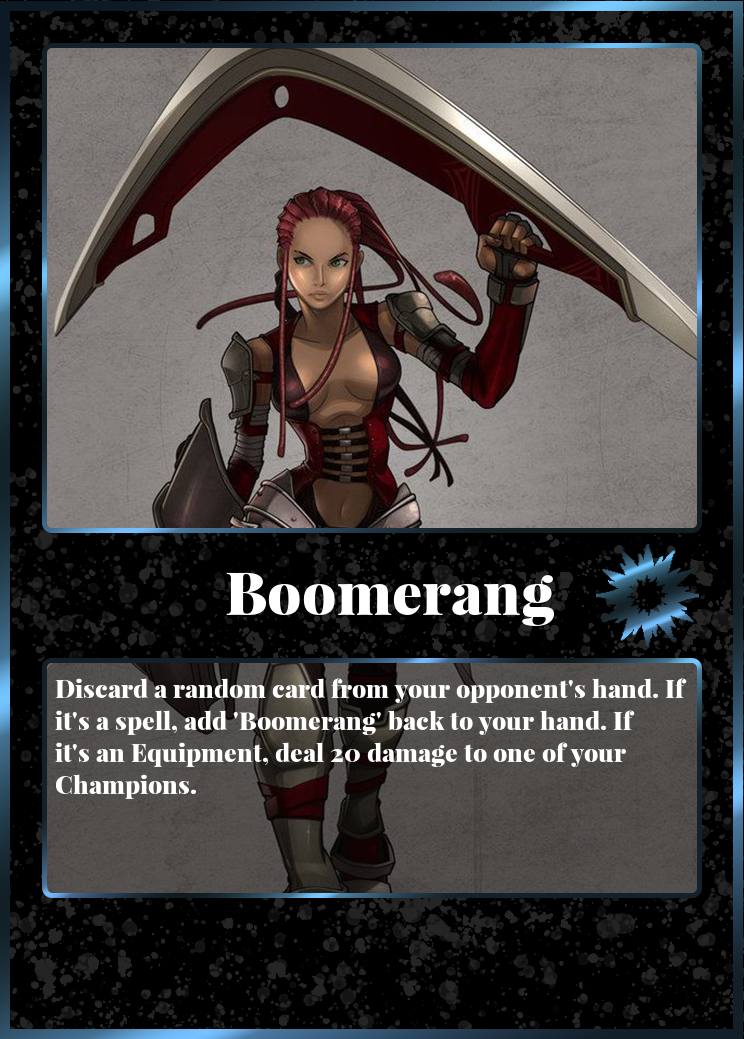 Boomerang
Discard a random card from your opponent's hand. If
it's a spell, add 'Boomerang' back to your hand. If
it's an Equipment, deal 20 damage to one of your
Champions.